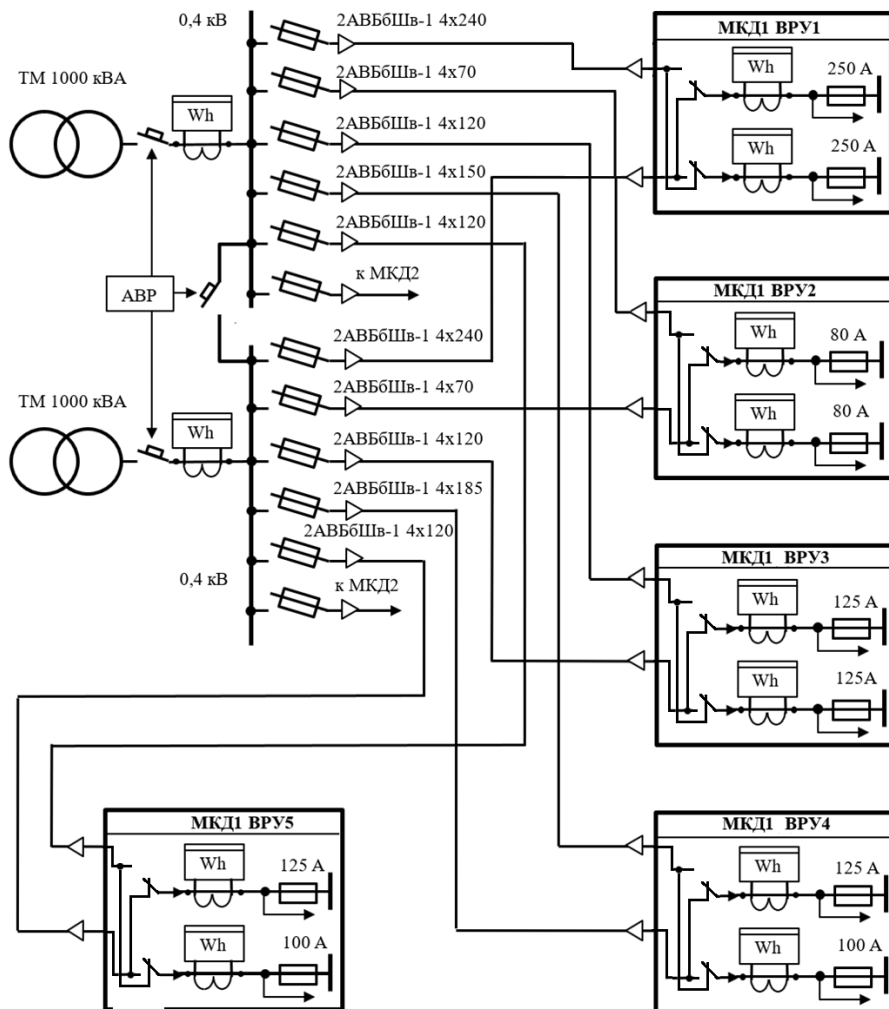 0,4 кВ
2АВБбШв-1 4х240
ТМ 1000 кВА
Wh
2АВБбШв-1 4х70
2АВБбШв-1 4х120
2АВБбШв-1 4х150
2АВБбШв-1 4х120
к МКД2
АВР
2АВБбШв-1 4х240
2АВБбШв-1 4х70
ТМ 1000 кВА
Wh
2АВБбШв-1 4х120
2АВБбШв-1 4х185
2АВБбШв-1 4х120
0,4 кВ
к МКД2
МКД1 ВРУ1
Wh
250 А
Wh
250 А
МКД1 ВРУ2
Wh
80 А
Wh
80 А
МКД1 ВРУ3
Wh
125 А
Wh
125А
МКД1 ВРУ5
Wh
125 А
Wh
100 А
МКД1 ВРУ4
Wh
125 А
Wh
100 А